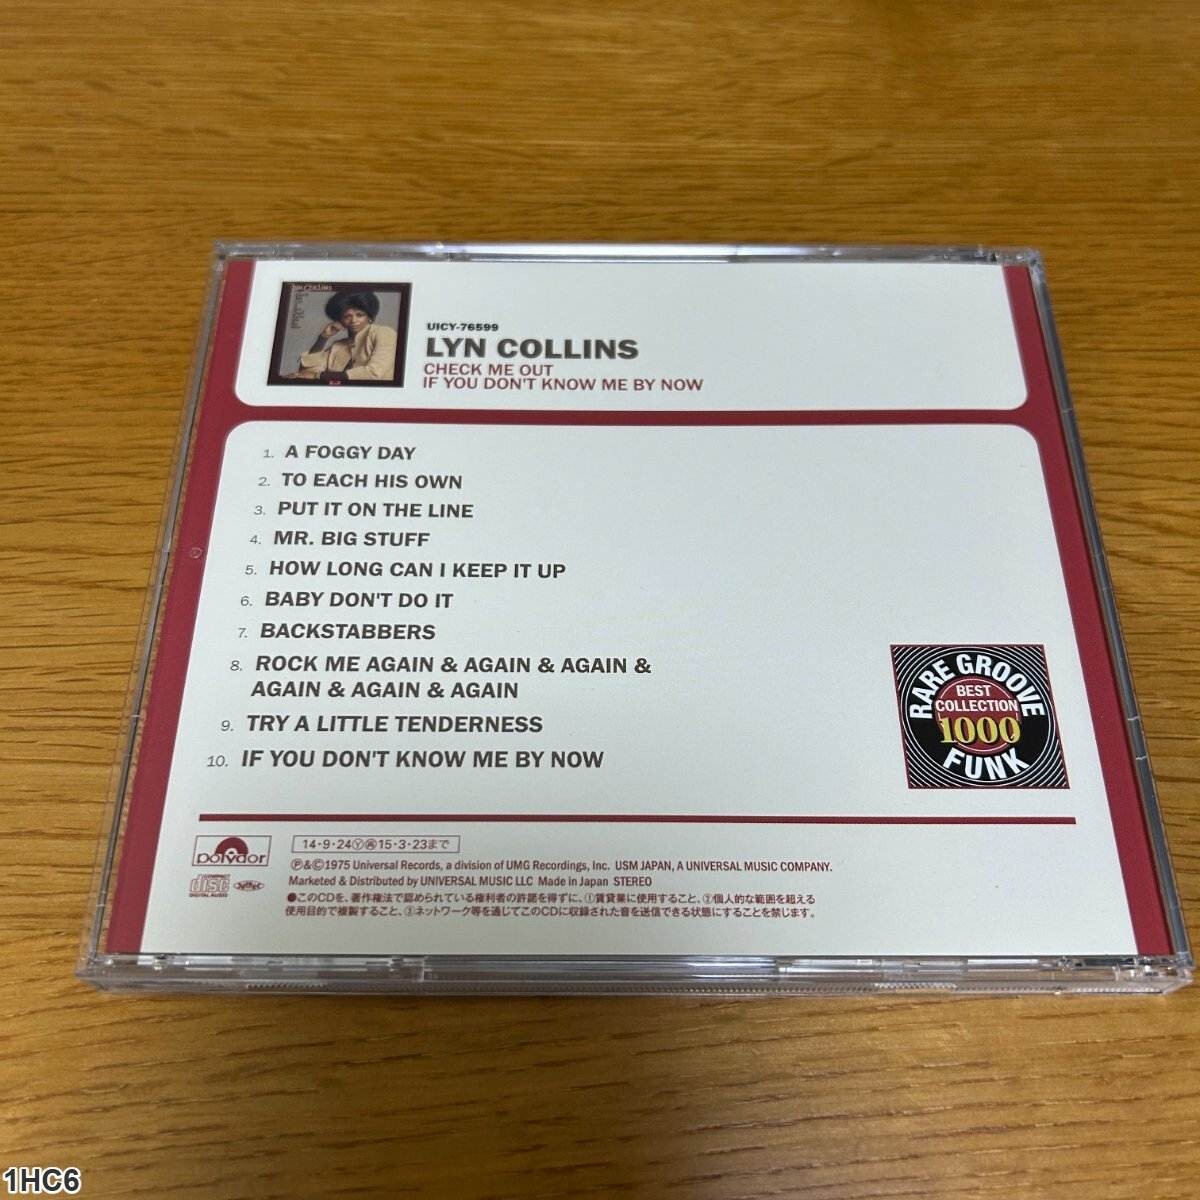 UICY-76599
LYN COLLINS
CHECK ME OUT
IF YOU DON'T KNOW ME BY NOW
1. A FOGGY DAY
2. TO EACH HIS OWN
3. PUT IT ON THE LINE
4. MR. BIG STUFF
5. HOW LONG CAN I KEEP IT UP
6. BABY DON'T DO IT
7. BACKSTABBERS
8. ROCK ME AGAIN & AGAIN & AGAIN &
AGAIN & AGAIN & AGAIN
9. TRY A LITTLE TENDERNESS
10. IF YOU DON'T KNOW ME BY NOW
RARE GROOVE
BEST
COLLECTION
1000
FUNK
polydor
14・9・24Ⓨ㊢15・3・23まで
Ⓟ&©1975 Universal Records, a division of UMG Recordings, Inc. USM JAPAN, A UNIVERSAL MUSIC COMPANY.
Marketed & Distributed by UNIVERSAL MUSIC LLC Made in Japan STEREO
COMPACT
disc
DIGITAL AUDIO
●このCDを、著作権法で認められている権利者の許諾を得ずに、①賃貸業に使用すること、②個人的な範囲を超える
使用目的で複製すること、③ネットワーク等を通じてこのCDに収録された音を送信できる状態にすることを禁じます。
1HC6